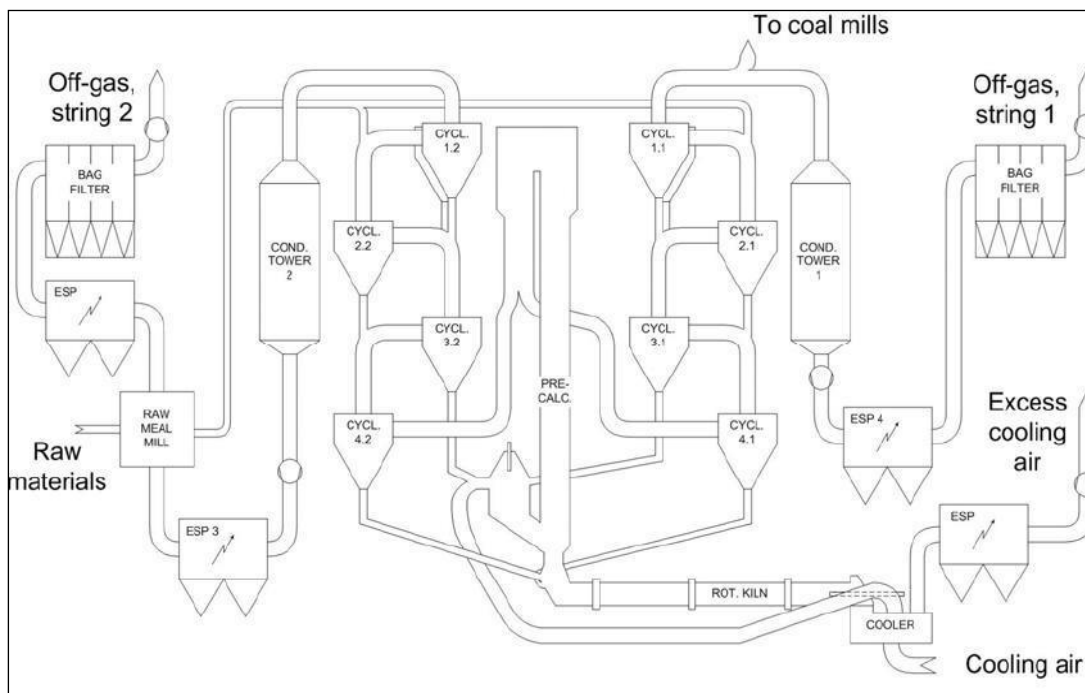 To coal mills
Off-gas,
string 2
Off-gas,
string 1
BAG
FILTER
BAG
FILTER
CYCL.
1.2
CYCL.
1.1
CYCL.
2.2
CYCL.
2.1
COND.
TOWER
2
COND.
TOWER
1
ESP
CYCL.
3.2
CYCL.
3.1
PRE-
CALC.
RAW
MEAL
MILL
Raw
materials
CYCL.
4.2
CYCL.
4.1
ESP 4
Excess
cooling
air
ESP 3
ESP
ROT. KILN
COOLER
Cooling air